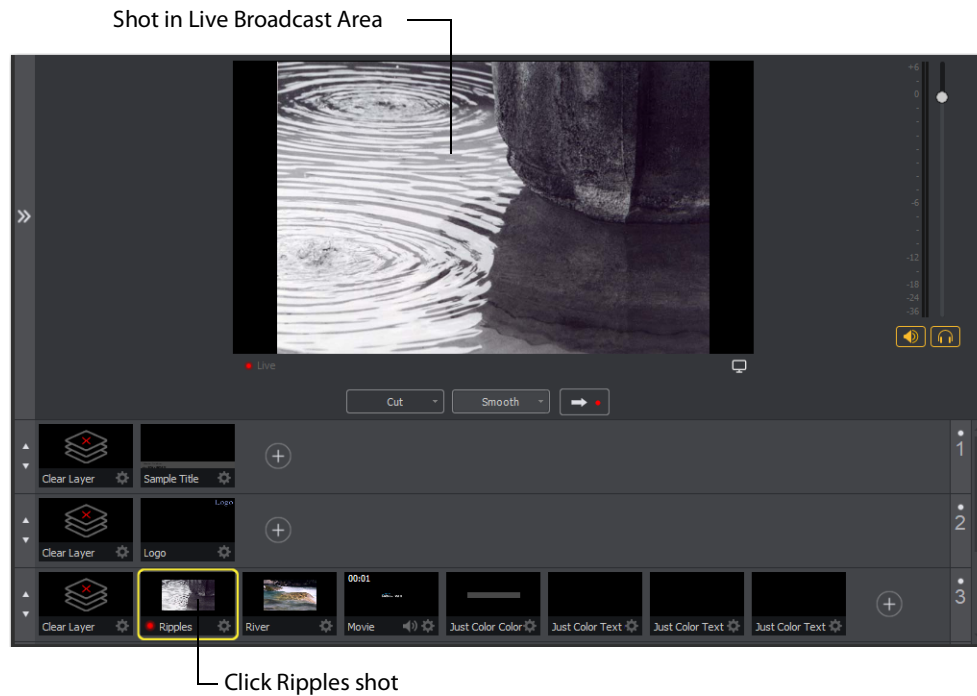 Shot in Live Broadcast Area
+6
0
-6
-12
-18
-24
-36
Live
Cut
Smooth
Clear Layer
Sample Title
1
Logo
Clear Layer
Logo
2
00:01
Clear Layer
Ripples
River
Movie
Just Color Color
Just Color Text
Just Color Text
Just Color Text
3
Click Ripples shot